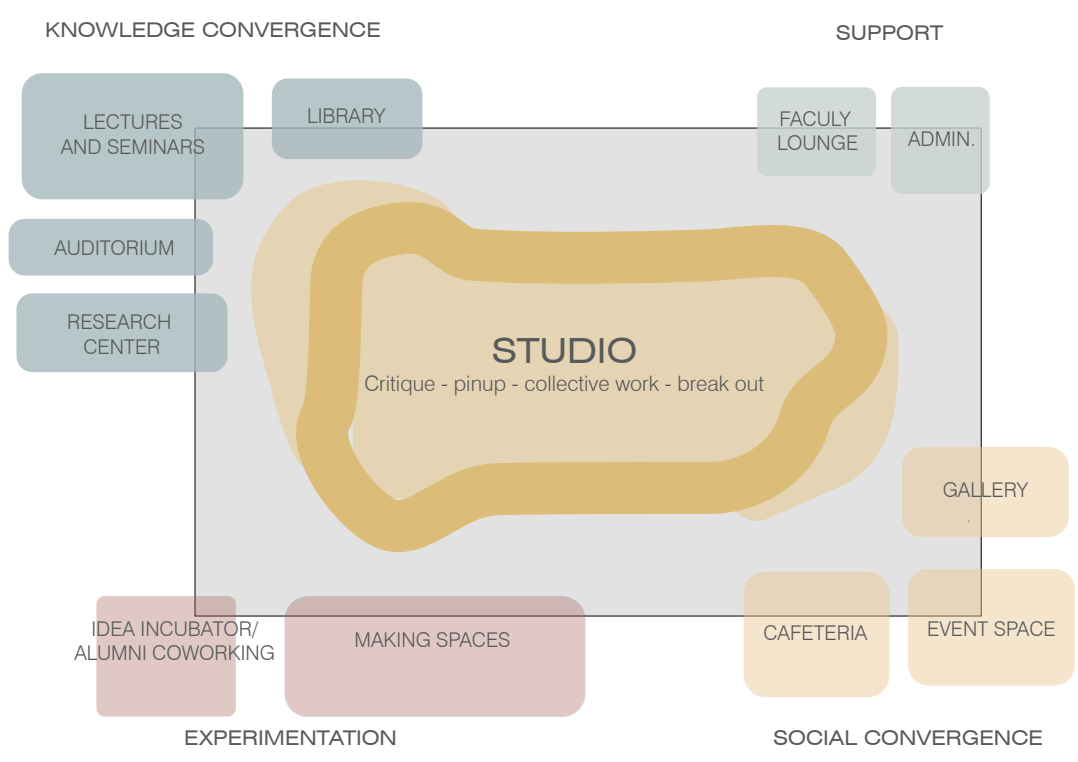 KNOWLEDGE CONVERGENCE
SUPPORT
LECTURES
AND SEMINARS
LIBRARY
FACULY
LOUNGE
ADMIN.
AUDITORIUM
RESEARCH
CENTER
STUDIO
Critique - pinup - collective work - break out
GALLERY
.
IDEA INCUBATOR/
ALUMNI COWORKING
MAKING SPACES
CAFETERIA
EVENT SPACE
EXPERIMENTATION
SOCIAL CONVERGENCE